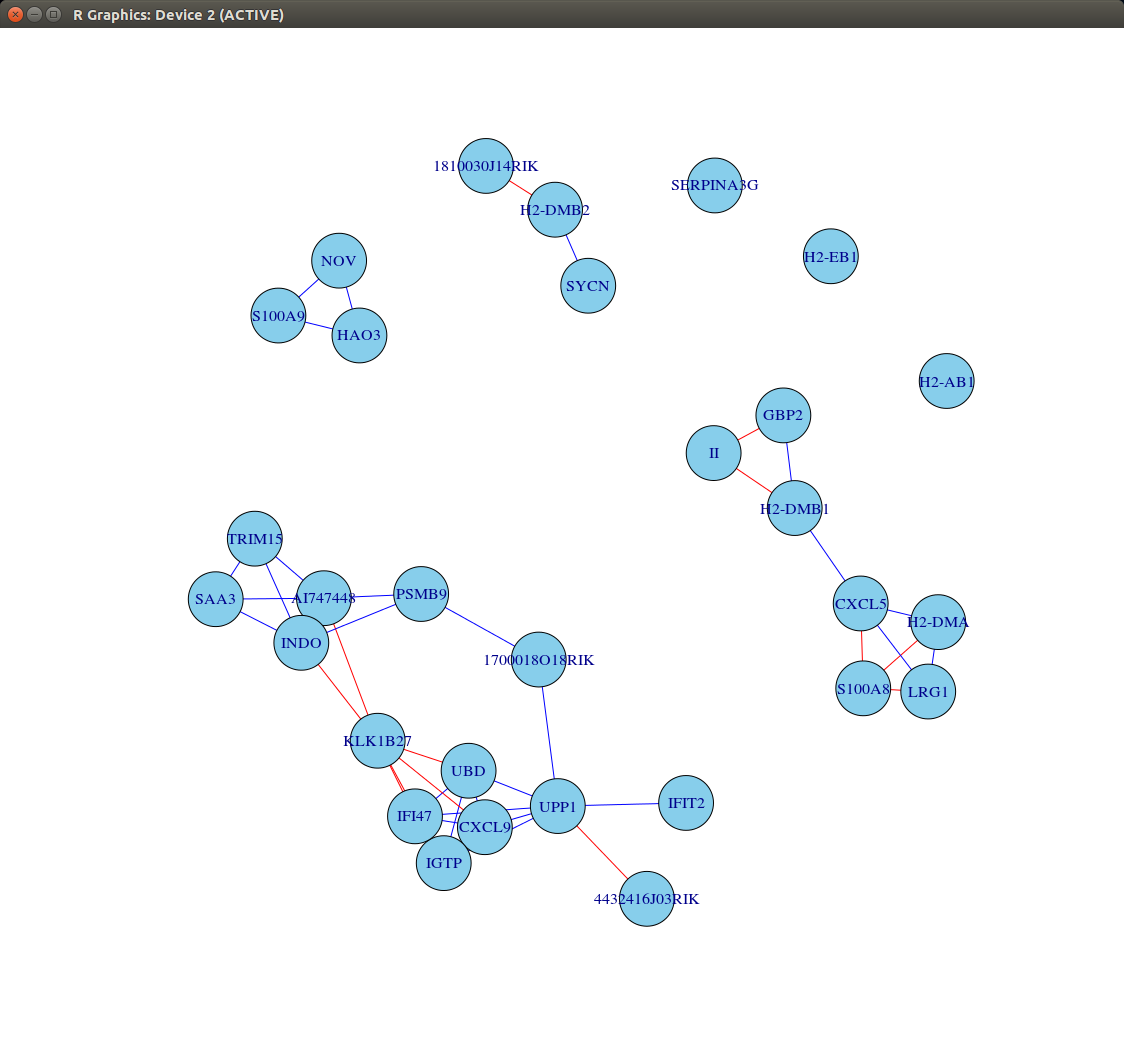 R Graphics: Device 2 (ACTIVE)
1810030J14RIK
SERPINA3G
H2-DMB2
H2-EB1
NOV
SYCN
S100A9
HAO3
H2-AB1
GBP2
II
H2-DMB1
TRIM15
PSMB9
AI747448
SAA3
CXCL5
H2-DMA
INDO
1700018O18RIK
S100A8
LRG1
KLK1B27
UBD
IFIT2
UPP1
IFI47
CXCL9
IGTP
4432416J03RIK